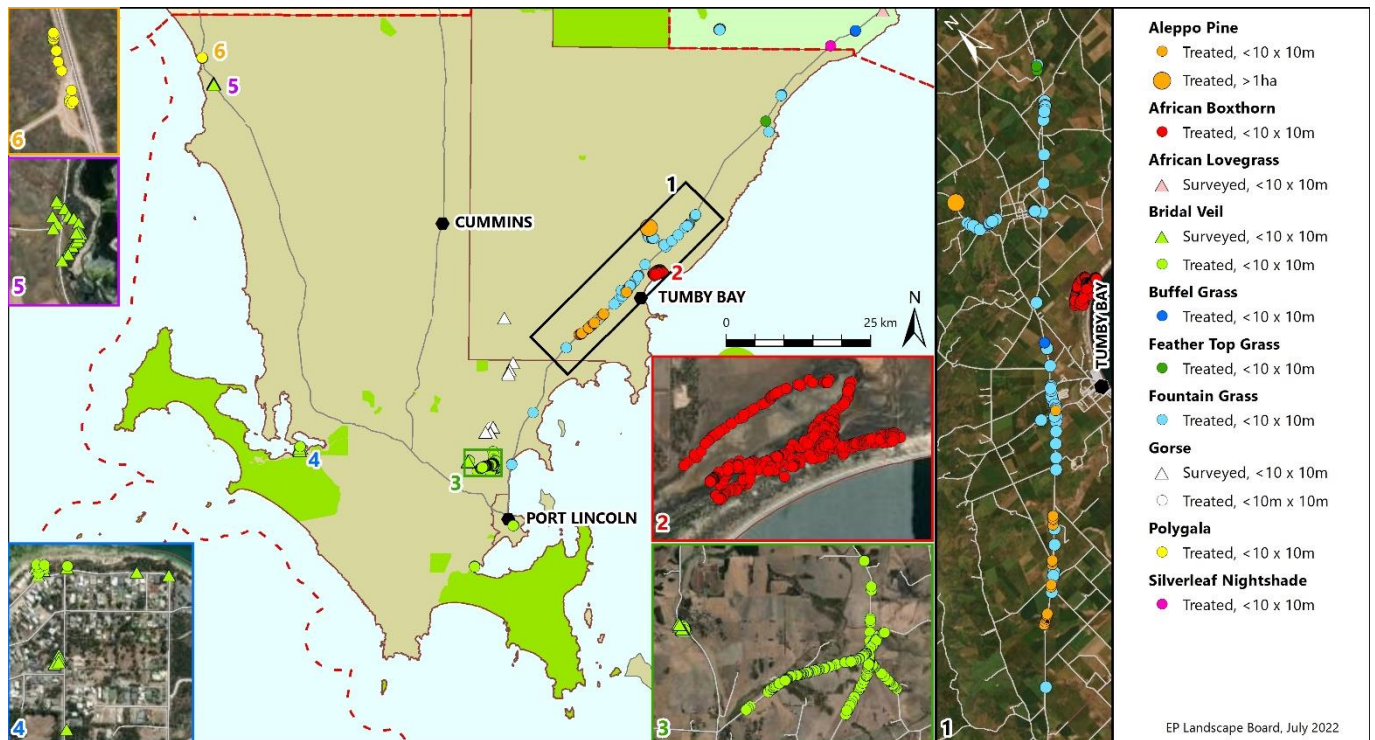 6
5
6
5
CUMMINS
1
2
TUMBY BAY
N
0
25 km
4
3
PORT LINCOLN
4
2
3
N
TUMBY BAY
1
Aleppo Pine
Treated, <10 x 10m
Treated, >1ha
African Boxthorn
Treated, <10 x 10m
African Lovegrass
Surveyed, <10 x 10m
Bridal Veil
Surveyed, <10 x 10m
Treated, <10 x 10m
Buffel Grass
Treated, <10 x 10m
Feather Top Grass
Treated, <10 x 10m
Fountain Grass
Treated, <10 x 10m
Gorse
Surveyed, <10 x 10m
Treated, <10m x 10m
Polygala
Treated, <10 x 10m
Silverleaf Nightshade
Treated, <10 x 10m
EP Landscape Board, July 2022